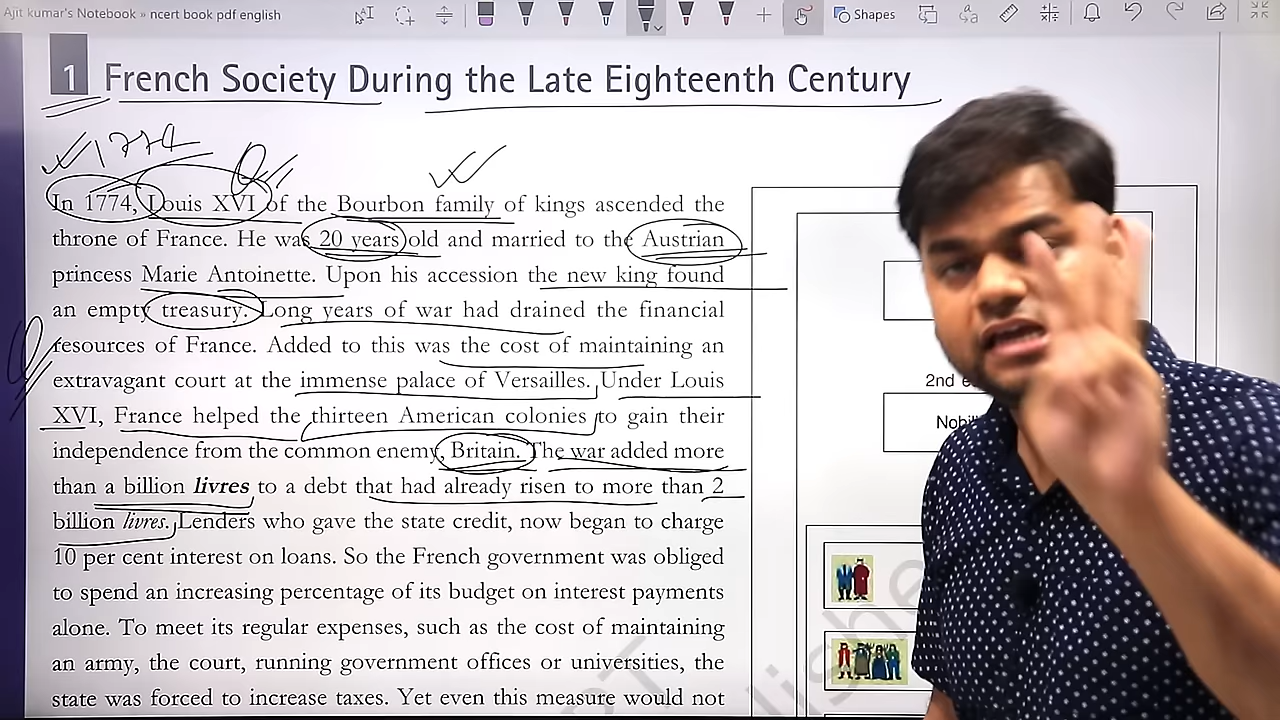 Ajit kumar's Notebook » ncert book pdf english
Shapes
1 French Society During the Late Eighteenth Century
1774
In 1774, Louis XVI of the Bourbon family of kings ascended the
throne of France. He was 20 years old and married to the Austrian
princess Marie Antoinette. Upon his accession the new king found
an empty treasury. Long years of war had drained the financial
resources of France. Added to this was the cost of maintaining an
extravagant court at the immense palace of Versailles. Under Louis
XVI, France helped the thirteen American colonies to gain their
independence from the common enemy, Britain. The war added more
than a billion livres to a debt that had already risen to more than 2
billion livres. Lenders who gave the state credit, now began to charge
10 per cent interest on loans. So the French government was obliged
to spend an increasing percentage of its budget on interest payments
alone. To meet its regular expenses, such as the cost of maintaining
an army, the court, running government offices or universities, the
state was forced to increase taxes. Yet even this measure would not
2nd